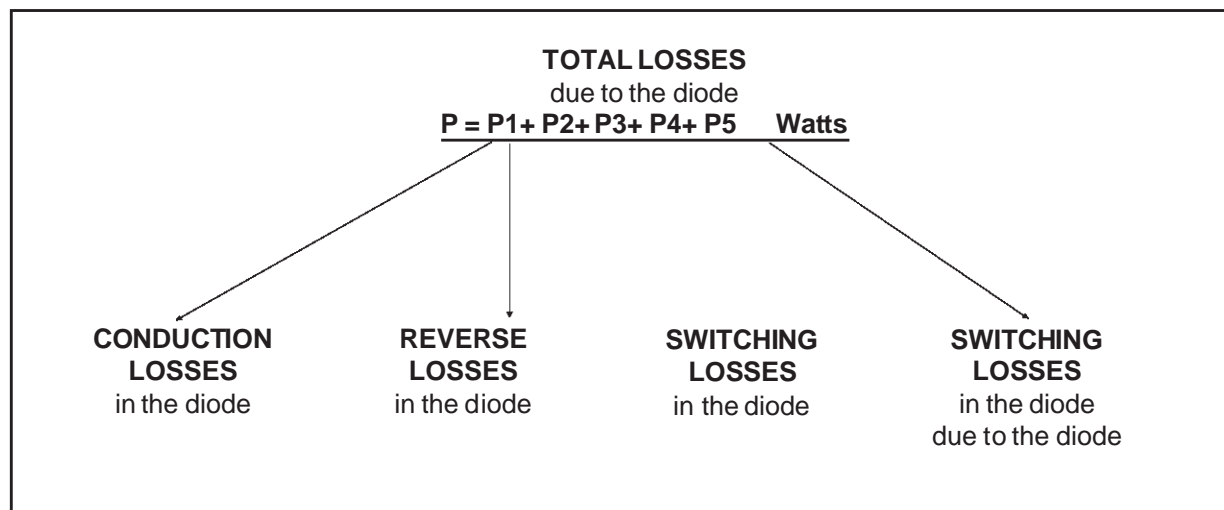 TOTAL LOSSES
due to the diode
P = P1+ P2+ P3+ P4+ P5 Watts
CONDUCTION
LOSSES
in the diode
REVERSE
LOSSES
in the diode
SWITCHING
LOSSES
in the diode
SWITCHING
LOSSES
in the diode
due to the diode